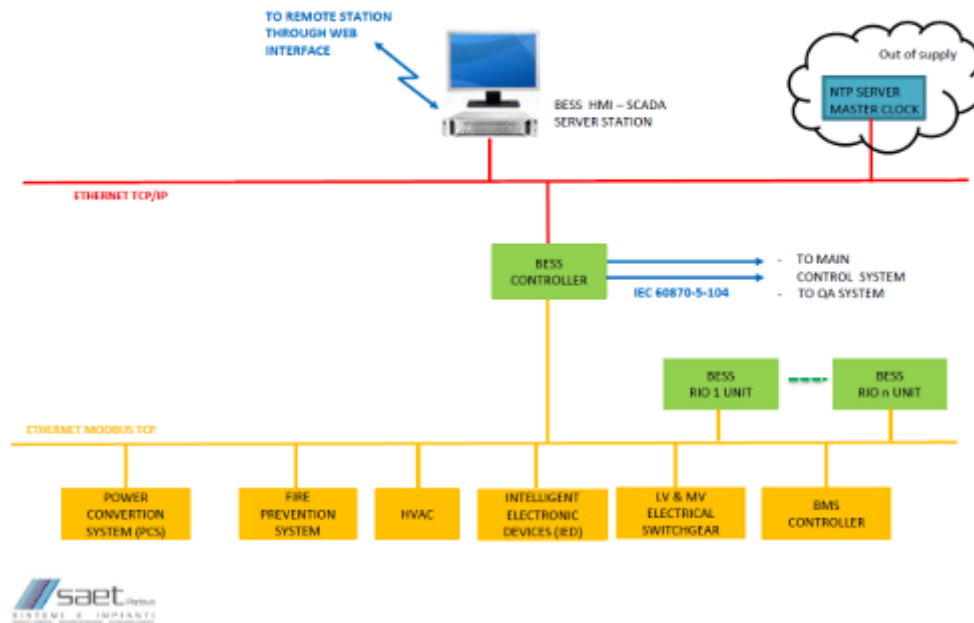 TO REMOTE STATION
THROUGH WEB
INTERFACE
BESS HMI – SCADA
SERVER STATION
Out of supply
NTP SERVER
MASTER CLOCK
ETHERNET TCP/IP
BESS
CONTROLLER
- TO MAIN
CONTROL SYSTEM
IEC 60870-5-104
- TO QA SYSTEM
BESS
RIO 1 UNIT
BESS
RIO n UNIT
ETHERNET MODBUS TCP
POWER
CONVERTION
SYSTEM (PCS)
FIRE
PREVENTION
SYSTEM
HVAC
INTELLIGENT
ELECTRONIC
DEVICES (IED)
LV & MV
ELECTRICAL
SWITCHGEAR
BMS
CONTROLLER
saet Padova
SISTEMI E IMPIANTI